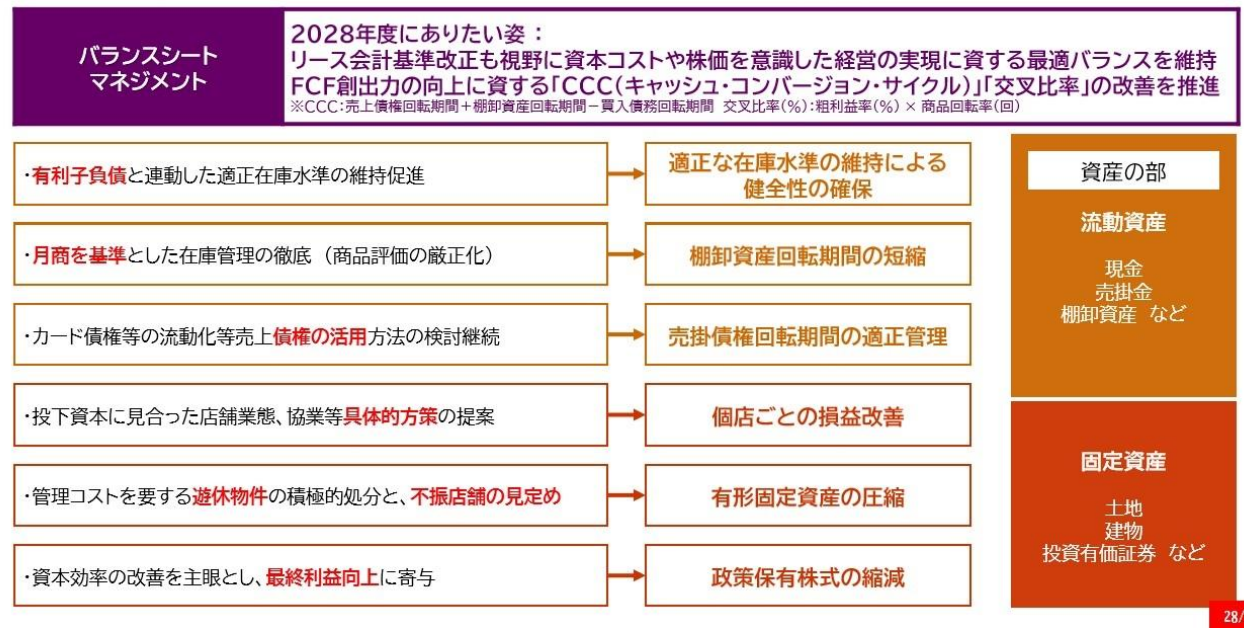 バランスシート
マネジメント
2028年度にありたい姿：
リース会計基準改正も視野に資本コストや株価を意識した経営の実現に資する最適バランスを維持
FCF創出力の向上に資する「CCC(キャッシュ・コンバージョン・サイクル)」「交叉比率」の改善を推進
※CCC:売上債権回転期間＋棚卸資産回転期間－買入債務回転期間 交叉比率(%):粗利益率(%) × 商品回転率(回)
・有利子負債と連動した適正在庫水準の維持促進
適正な在庫水準の維持による
健全性の確保
・月商を基準とした在庫管理の徹底（商品評価の厳正化）
棚卸資産回転期間の短縮
・カード債権等の流動化等売上債権の活用方法の検討継続
売掛債権回転期間の適正管理
・投下資本に見合った店舗業態、協業等具体的方策の提案
個店ごとの損益改善
・管理コストを要する遊休物件の積極的処分と、不振店舗の見定め
有形固定資産の圧縮
・資本効率の改善を主眼とし、最終利益向上に寄与
政策保有株式の縮減
資産の部
流動資産
現金
売掛金
棚卸資産 など
固定資産
土地
建物
投資有価証券 など
28/